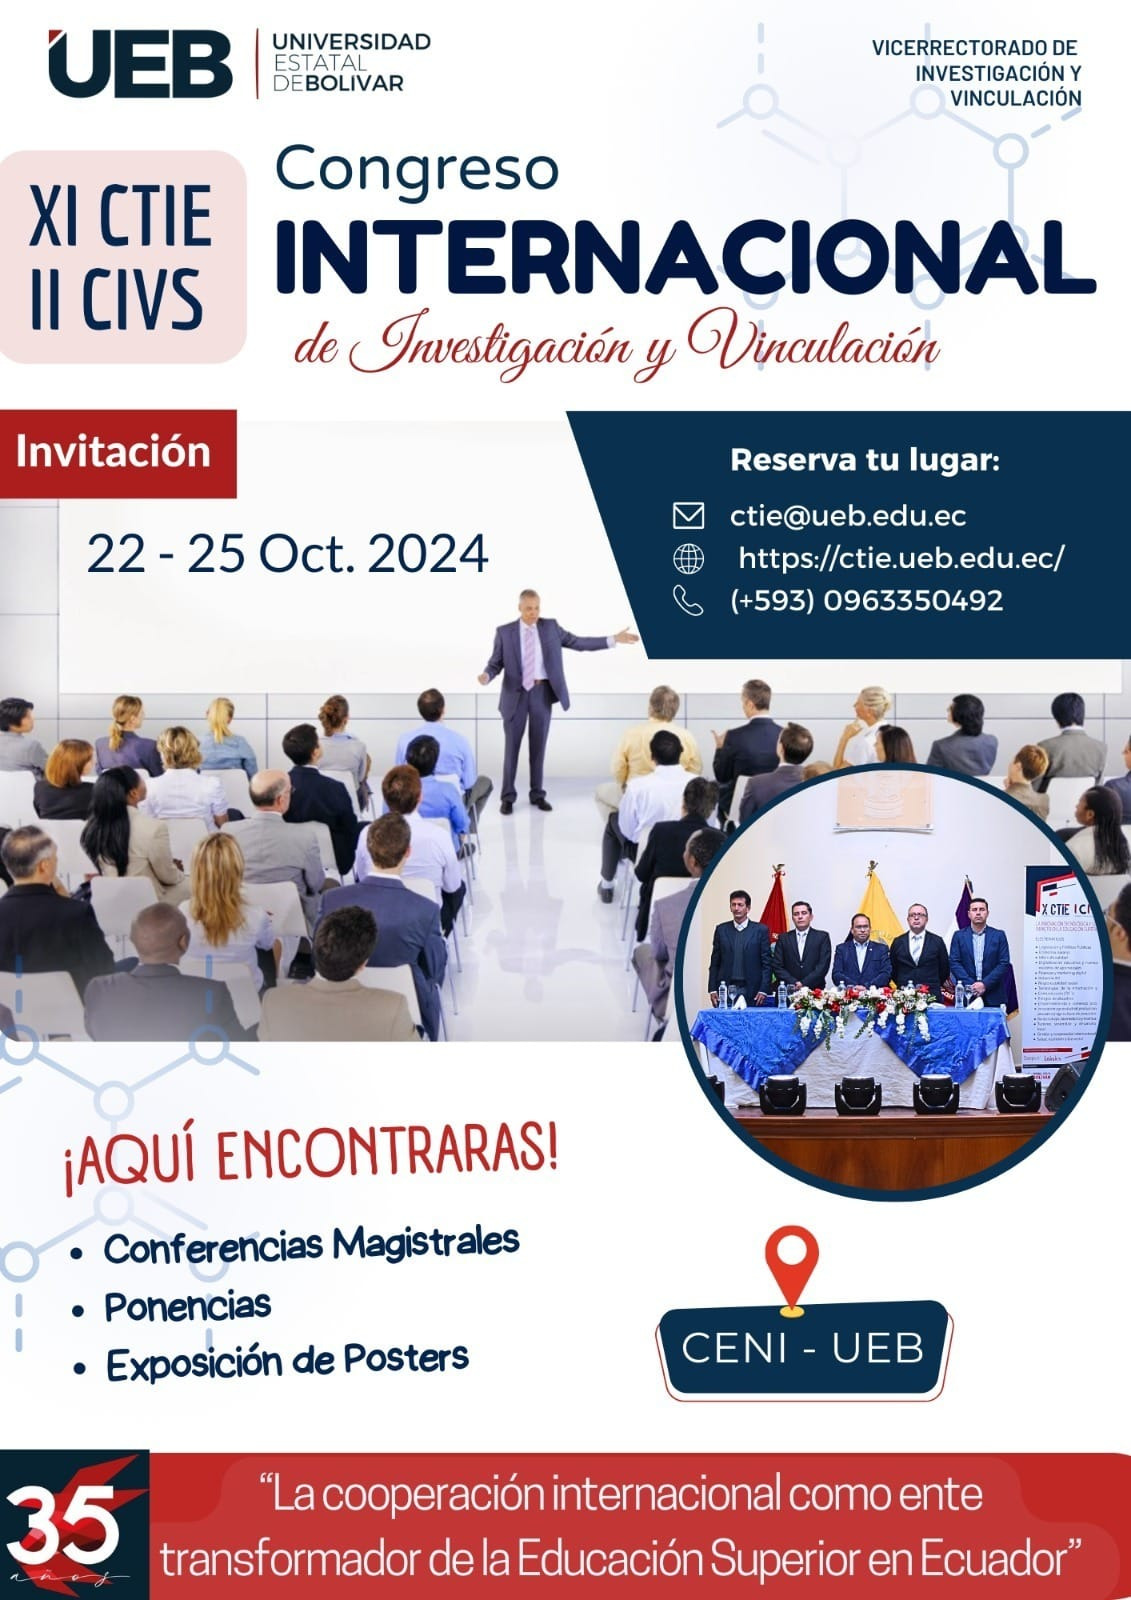 UEB
UNIVERSIDAD
ESTATAL
DEBOLIVAR
VICERRECTORADO DE
INVESTIGACIÓN Y
VINCULACIÓN
XI CTIE
II CIVS
Congreso
INTERNACIONAL
de Investigación y Vinculación
Invitación
22 - 25 Oct. 2024
Reserva tu lugar:
ctie@ueb.edu.ec
https://ctie.ueb.edu.ec/
(+593) 0963350492
X CTIE I CI
¡AQUÍ ENCONTRARAS!
• Conferencias Magistrales
• Ponencias
• Exposición de Posters
CENI - UEB
35
años
“La cooperación internacional como ente
transformador de la Educación Superior en Ecuador”